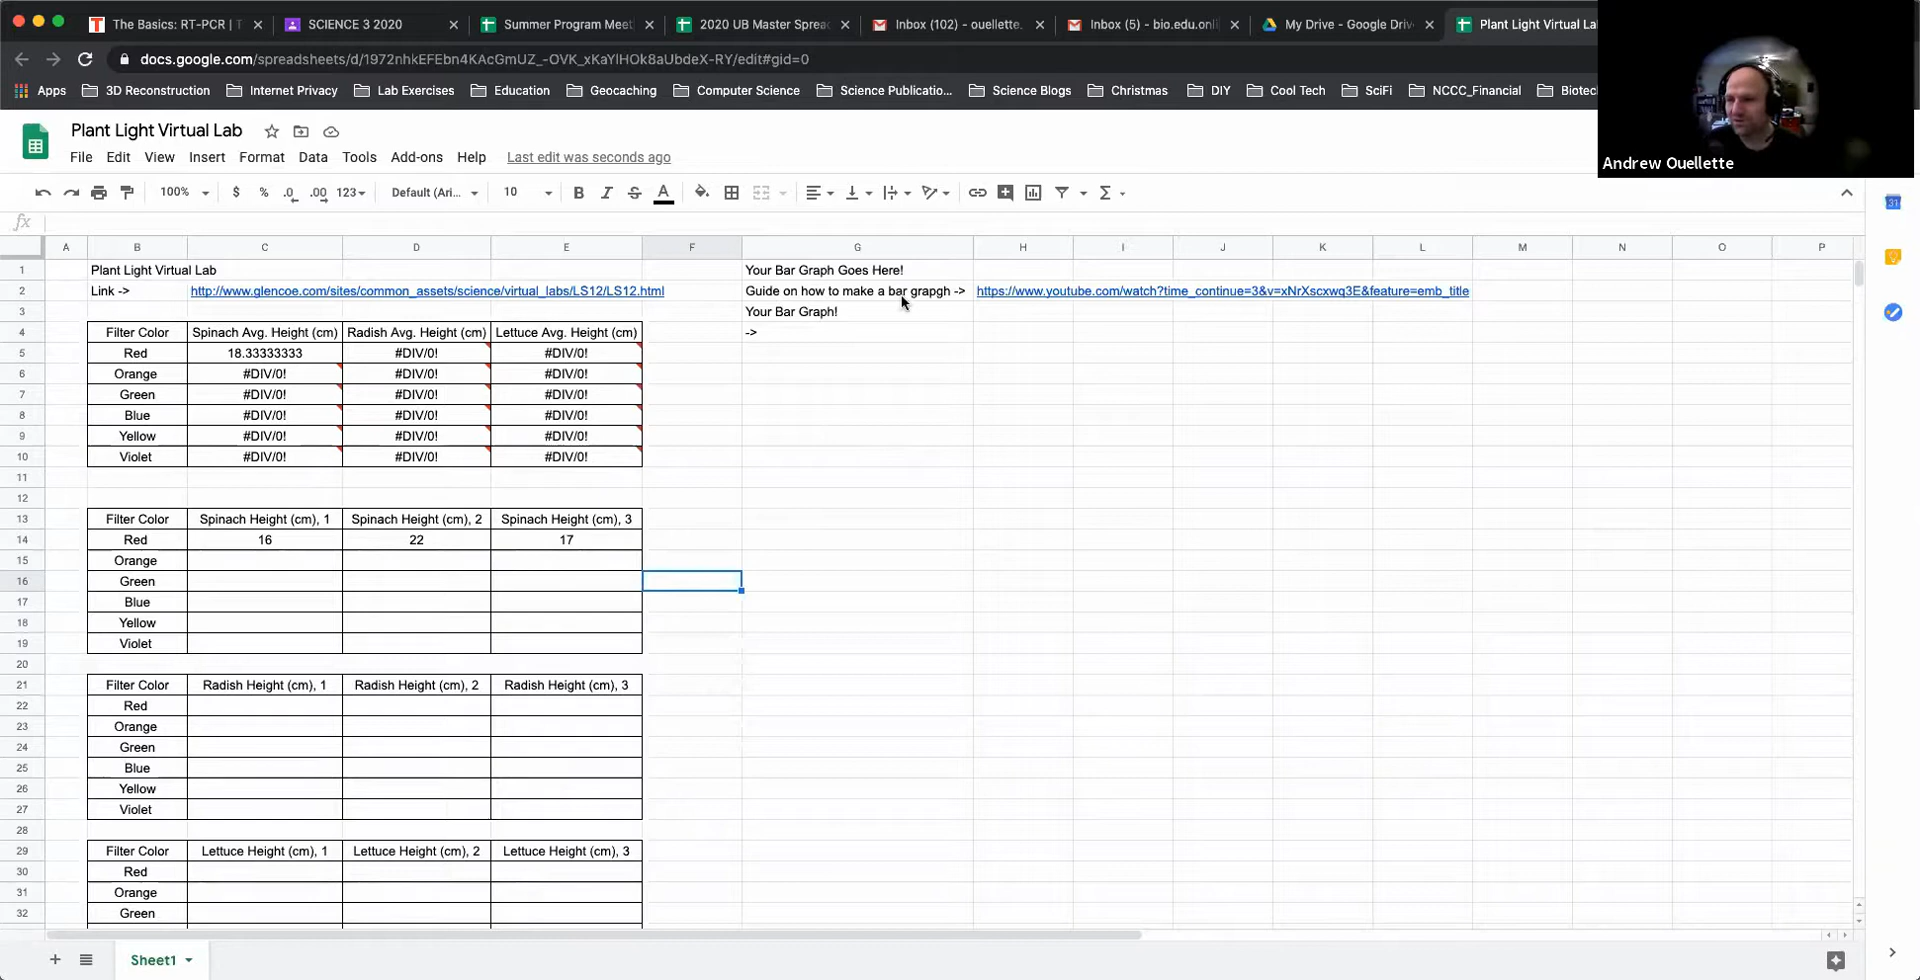 The Basics: RT-PCR | T
SCIENCE 3 2020
Summer Program Meet
2020 UB Master Sprea
Inbox (102) - ouellette.
Inbox (5) - bio.edu.onl
My Drive - Google Driv
Plant Light Virtual Lab
docs.google.com/spreadsheets/d/1972nhkEFEbn4KAcGmUZ_-OVK_xKaYlHOk8aUbdeX-RY/edit#gid=0
Apps 3D Reconstruction Internet Privacy Lab Exercises Education Geocaching Computer Science Science Publicatio... Science Blogs Christmas DIY Cool Tech SciFi NCCC_Financial Biotec
Andrew Ouellette
Plant Light Virtual Lab
File Edit View Insert Format Data Tools Add-ons Help Last edit was seconds ago
100% $ % .0 .00 123 Default (Ari... 10 B I S A
fx
A B C D E F G H I J K L M N O P
1 Plant Light Virtual Lab Your Bar Graph Goes Here!
2 Link -> http://www.glencoe.com/sites/common_assets/science/virtual_labs/LS12/LS12.html Guide on how to make a bar grapgh -> https://www.youtube.com/watch?time_continue=3&v=xNrXscxwq3E&feature=emb_title
3 Your Bar Graph!
4 Filter Color Spinach Avg. Height (cm) Radish Avg. Height (cm) Lettuce Avg. Height (cm) ->
5 Red 18.33333333 #DIV/0! #DIV/0!
6 Orange #DIV/0! #DIV/0! #DIV/0!
7 Green #DIV/0! #DIV/0! #DIV/0!
8 Blue #DIV/0! #DIV/0! #DIV/0!
9 Yellow #DIV/0! #DIV/0! #DIV/0!
10 Violet #DIV/0! #DIV/0! #DIV/0!
11
12
13 Filter Color Spinach Height (cm), 1 Spinach Height (cm), 2 Spinach Height (cm), 3
14 Red 16 22 17
15 Orange
16 Green
17 Blue
18 Yellow
19 Violet
20
21 Filter Color Radish Height (cm), 1 Radish Height (cm), 2 Radish Height (cm), 3
22 Red
23 Orange
24 Green
25 Blue
26 Yellow
27 Violet
28
29 Filter Color Lettuce Height (cm), 1 Lettuce Height (cm), 2 Lettuce Height (cm), 3
30 Red
31 Orange
32 Green
Sheet1
31